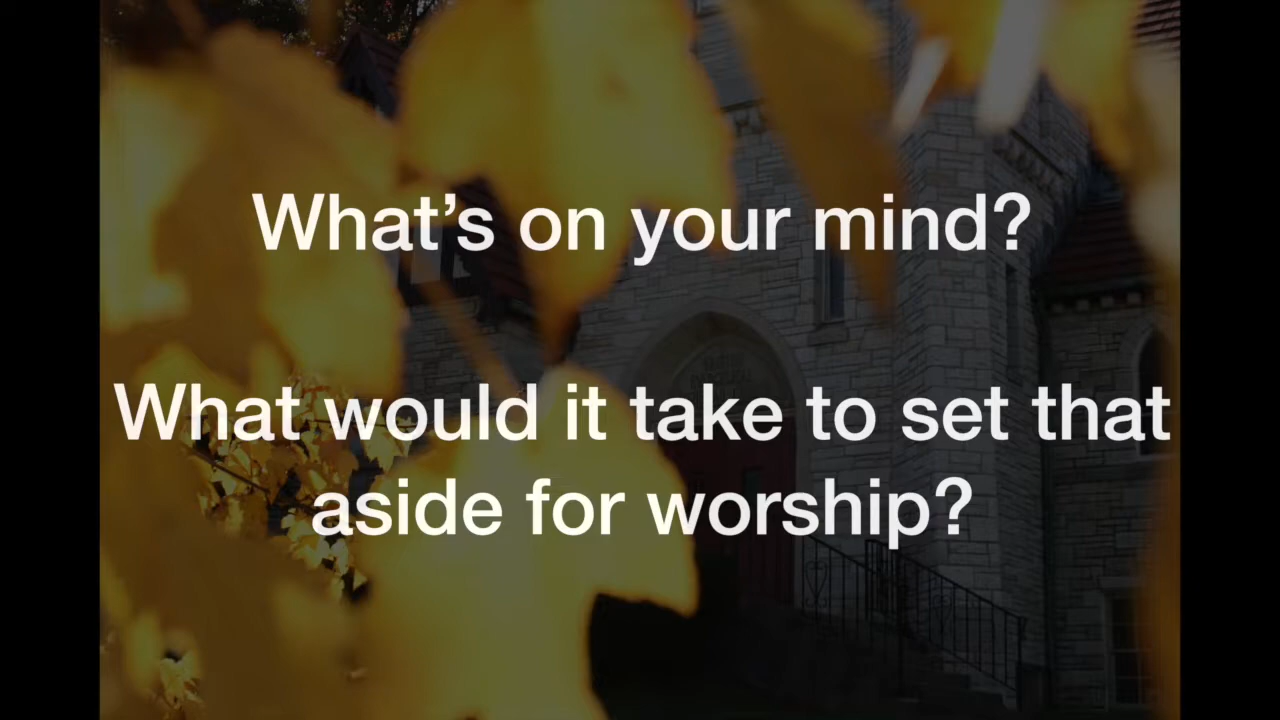 What’s on your mind?
What would it take to set that
aside for worship?